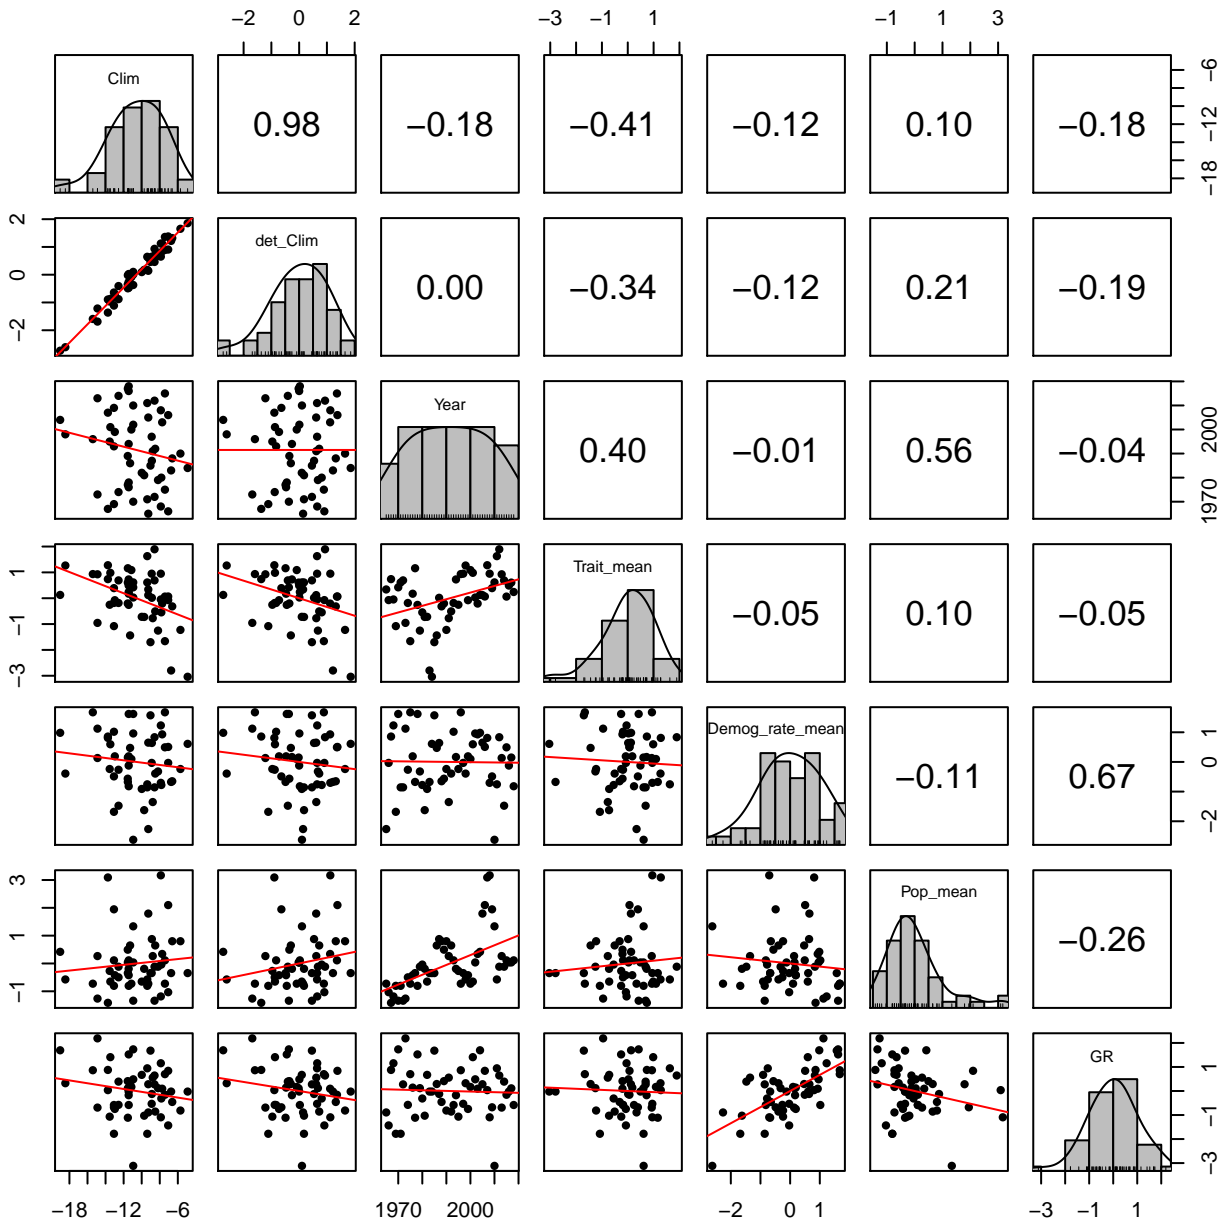 −2 0 2 −3 −1 1 −1 1 3
Clim 0.98 −0.18 −0.41 −0.12 0.10 −0.18 −18 −12 −6
−2 0 2 det_Clim 0.00 −0.34 −0.12 0.21 −0.19
Year 0.40 −0.01 0.56 −0.04 1970 2000
−3 −1 1 Trait_mean −0.05 0.10 −0.05
Demog_rate_mean −0.11 0.67 −2 0 1
−1 1 3 Pop_mean −0.26
GR −3 −1 1
−18 −12 −6 1970 2000 −2 0 1 −3 −1 1